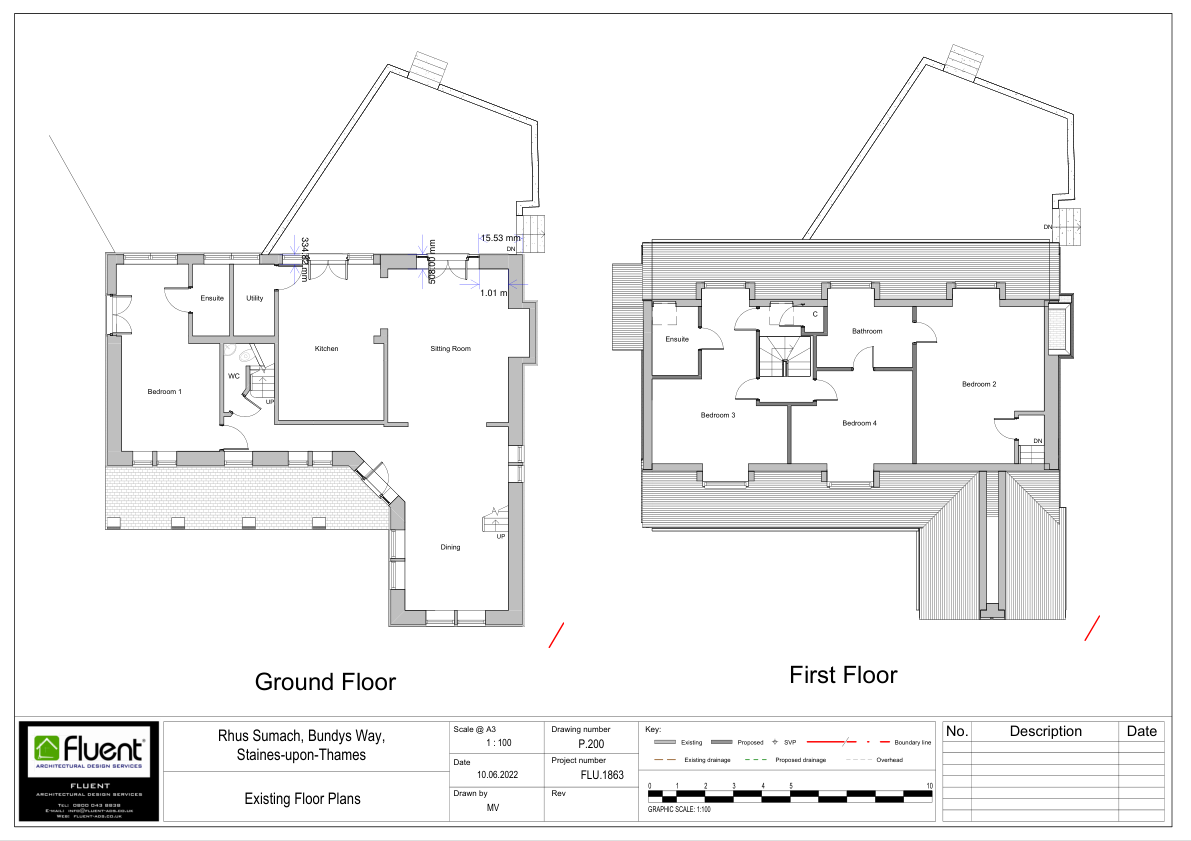 334.82 mm
508.00 mm
15.53 mm
DN
1.01 m
Ensuite
Utility
Kitchen
Sitting Room
WC
Bedroom 1
UP
UP
Dining
DN
C
Ensuite
Bathroom
Bedroom 2
Bedroom 3
Bedroom 4
DN
Ground Floor
First Floor
fluent®
ARCHITECTURAL DESIGN SERVICES
FLUENT
ARCHITECTURAL DESIGN SERVICES
Tel: 0800 043 8838
E-mail: info@fluent-ads.co.uk
Web: fluent-ads.co.uk
Rhus Sumach, Bundys Way,
Staines-upon-Thames
Existing Floor Plans
Scale @ A3
1 : 100
Date
10.06.2022
Drawn by
MV
Drawing number
P.200
Project number
FLU.1863
Rev
Key:
Existing Proposed SVP Boundary line
Existing drainage Proposed drainage Overhead
0 1 2 3 4 5 10
GRAPHIC SCALE: 1:100
No. Description Date